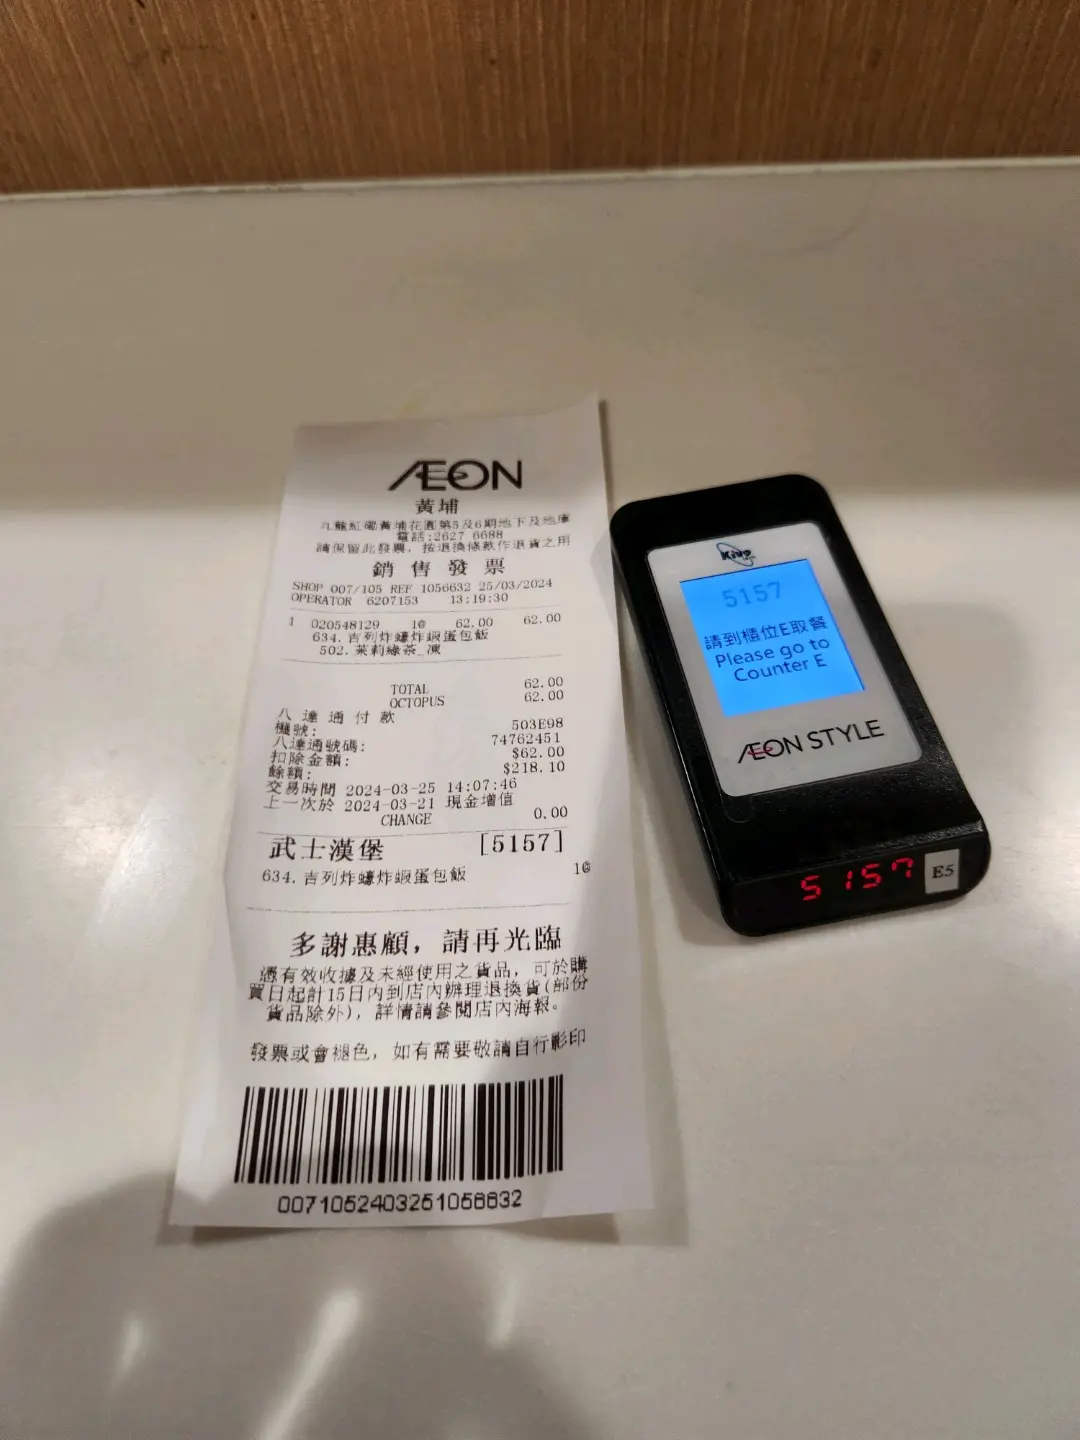 ÆON
黃埔
九龍紅磡黃埔花園第5及6期地下及地庫
電話:2627 6688
請保留此發票, 按退換條款作退貨之用
銷 售 發 票
SHOP 007/105 REF 1056632 25/03/2024
OPERATOR 6207153 13:19:30
1 020548129 1@ 62.00 62.00
634. 吉列炸蠔炸蝦蛋包飯
502. 茉莉綠茶_凍
TOTAL 62.00
OCTOPUS 62.00
八 達 通 付 款
機號: 503E98
八達通號碼: 74762451
扣除金額: $62.00
餘額: $218.10
交易時間 2024-03-25 14:07:46
上一次於 2024-03-21 現金增值
CHANGE 0.00
武士漢堡 [5157]
634. 吉列炸蠔炸蝦蛋包飯 1@
多謝惠顧, 請再光臨
憑有效收據及未經使用之貨品, 可於購
買日起計15日內到店內辦理退換貨(部份
貨品除外), 詳情請參閱店內海報。
發票或會褪色, 如有需要敬請自行影印
0071052403251056632
5157
請到櫃位E取餐
Please go to
Counter E
ÆON STYLE
5157 E5